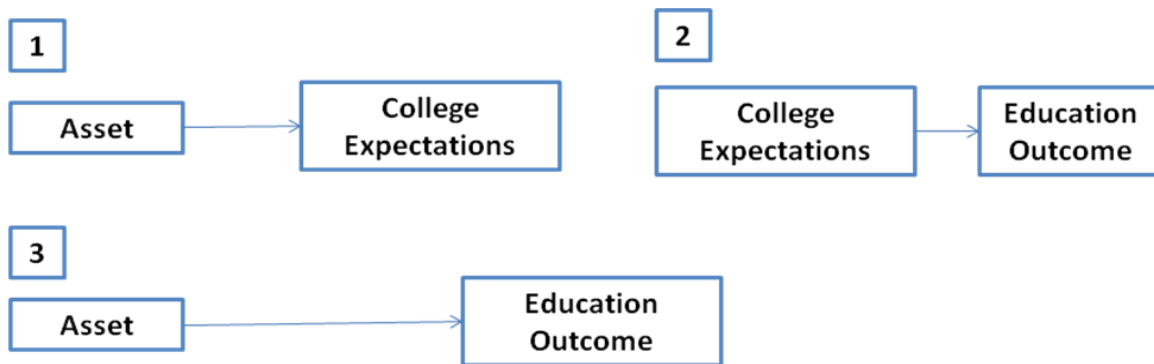 1
Asset
College
Expectations
2
College
Expectations
Education
Outcome
3
Asset
Education
Outcome